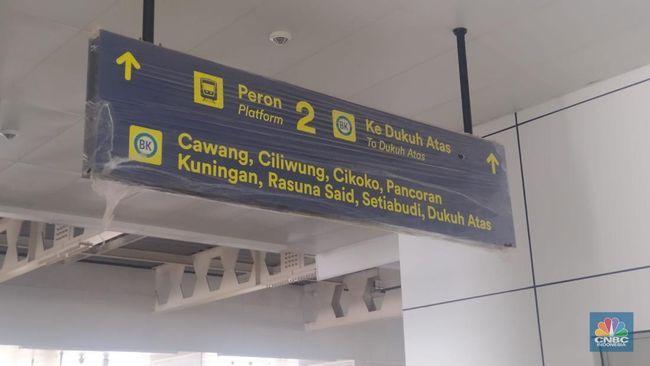 Peron 2 BK Ke Dukuh Atas
Platform To Dukuh Atas
BK Cawang, Ciliwung, Cikoko, Pancoran
Kuningan, Rasuna Said, Setiabudi, Dukuh Atas
CNBC
INDONESIA